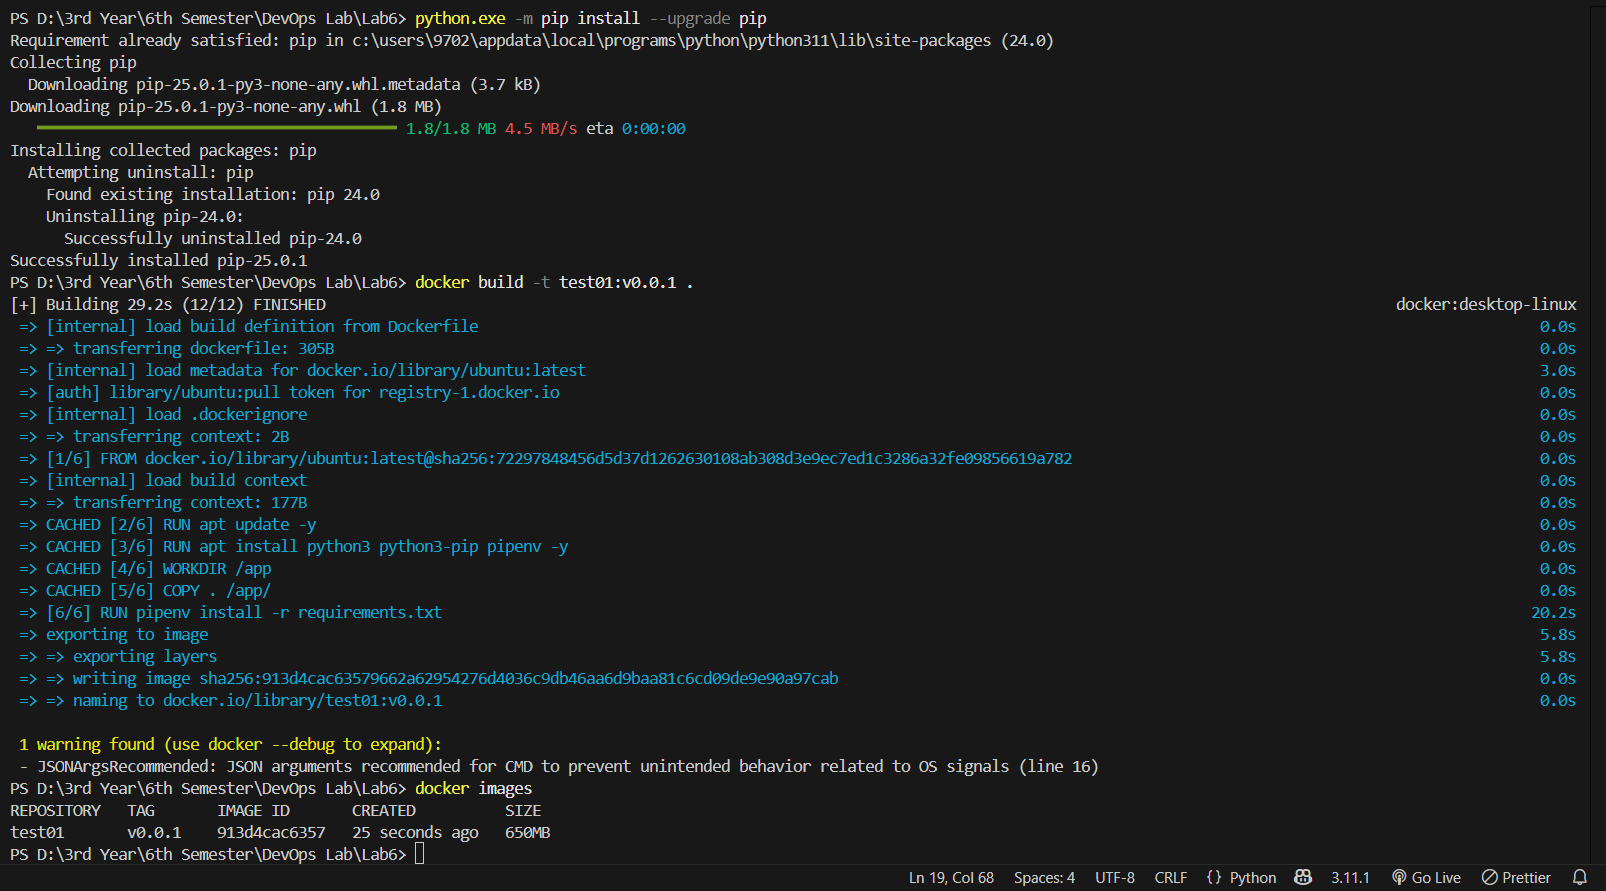 PS D:\3rd Year\6th Semester\DevOps Lab\Lab6> python.exe -m pip install --upgrade pip
Requirement already satisfied: pip in c:\users\9702\appdata\local\programs\python\python311\lib\site-packages (24.0)
Collecting pip
  Downloading pip-25.0.1-py3-none-any.whl.metadata (3.7 kB)
Downloading pip-25.0.1-py3-none-any.whl (1.8 MB)
1.8/1.8 MB 4.5 MB/s eta 0:00:00
Installing collected packages: pip
  Attempting uninstall: pip
    Found existing installation: pip 24.0
    Uninstalling pip-24.0:
      Successfully uninstalled pip-24.0
Successfully installed pip-25.0.1
PS D:\3rd Year\6th Semester\DevOps Lab\Lab6> docker build -t test01:v0.0.1 .
[+] Building 29.2s (12/12) FINISHED docker:desktop-linux
 => [internal] load build definition from Dockerfile 0.0s
 => => transferring dockerfile: 305B 0.0s
 => [internal] load metadata for docker.io/library/ubuntu:latest 3.0s
 => [auth] library/ubuntu:pull token for registry-1.docker.io 0.0s
 => [internal] load .dockerignore 0.0s
 => => transferring context: 2B 0.0s
 => [1/6] FROM docker.io/library/ubuntu:latest@sha256:72297848456d5d37d1262630108ab308d3e9ec7ed1c3286a32fe09856619a782 0.0s
 => [internal] load build context 0.0s
 => => transferring context: 177B 0.0s
 => CACHED [2/6] RUN apt update -y 0.0s
 => CACHED [3/6] RUN apt install python3 python3-pip pipenv -y 0.0s
 => CACHED [4/6] WORKDIR /app 0.0s
 => CACHED [5/6] COPY . /app/ 0.0s
 => [6/6] RUN pipenv install -r requirements.txt 20.2s
 => exporting to image 5.8s
 => => exporting layers 5.8s
 => => writing image sha256:913d4cac63579662a62954276d4036c9db46aa6d9baa81c6cd09de9e90a97cab 0.0s
 => => naming to docker.io/library/test01:v0.0.1 0.0s
 1 warning found (use docker --debug to expand):
 - JSONArgsRecommended: JSON arguments recommended for CMD to prevent unintended behavior related to OS signals (line 16)
PS D:\3rd Year\6th Semester\DevOps Lab\Lab6> docker images
REPOSITORY   TAG       IMAGE ID       CREATED          SIZE
test01       v0.0.1    913d4cac6357   25 seconds ago   650MB
PS D:\3rd Year\6th Semester\DevOps Lab\Lab6>
Ln 19, Col 68 Spaces: 4 UTF-8 CRLF {} Python 3.11.1 Go Live Prettier